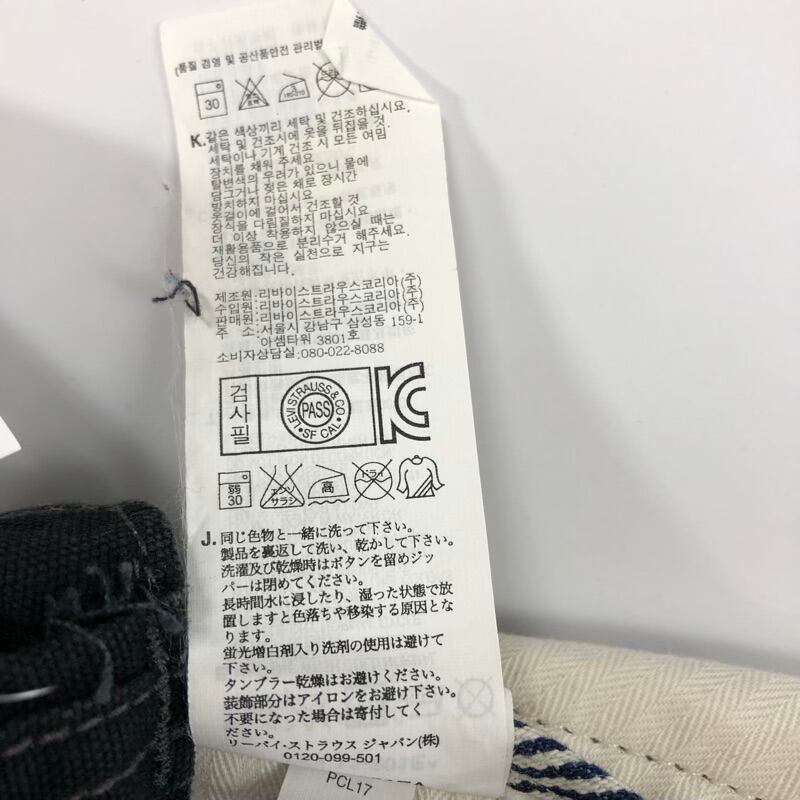 (품질 경영 및 공산품안전 관리법
30
K. 같은 색상끼리 세탁 및 건조하십시요.
세탁 및 건조시에 옷을 뒤집을 것.
세탁이나 기계 건조 시 모든 여밈
장치를 채워 주세요
탈변색의 우려가 있으니 물에
담그거나 젖은 채로 장시간
방치하지 마십시요
옷걸이에 걸어서 건조할 것
장식을 다림질하지 마십시요
더 이상 착용하지 않으실 때는
재활용품으로 분리수거 해주세요.
당신의 작은 실천으로 지구는
건강해집니다.
제조원:리바이스트라우스코리아(주)
수입원:리바이스트라우스코리아(주)
판매원:리바이스트라우스코리아(주)
주 소:서울시 강남구 삼성동 159-1
아셈타워 3801호
소비자상담실:080-022-8088
검사필
LEVI STRAUSS & CO
PASS
SF CAL
KC
弱 30
エンソ サラシ
高
ドライ
J. 同じ色物と一緒に洗って下さい。
製品を裏返して洗い、乾かして下さい。
洗濯及び乾燥時はボタンを留めジッ
パーは閉めてください。
長時間水に浸したり、湿った状態で放
置しますと色落ちや移染する原因とな
ります。
蛍光増白剤入り洗剤の使用は避けて
下さい。
タンブラー乾燥はお避けください。
装飾部分はアイロンをお避け下さい。
不要になった場合は寄付してく
ださい。
リーバイ・ストラウス ジャパン(株)
0120-099-501
PCL17